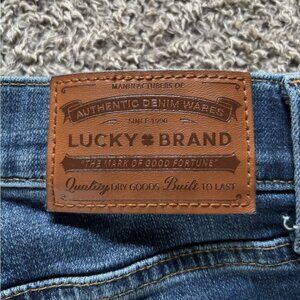 MANUFACTURERS OF
AUTHENTIC DENIM WARES
SINCE 1990
LUCKY BRAND
"THE MARK OF GOOD FORTUNE"
Quality DRY GOODS Built TO LAST